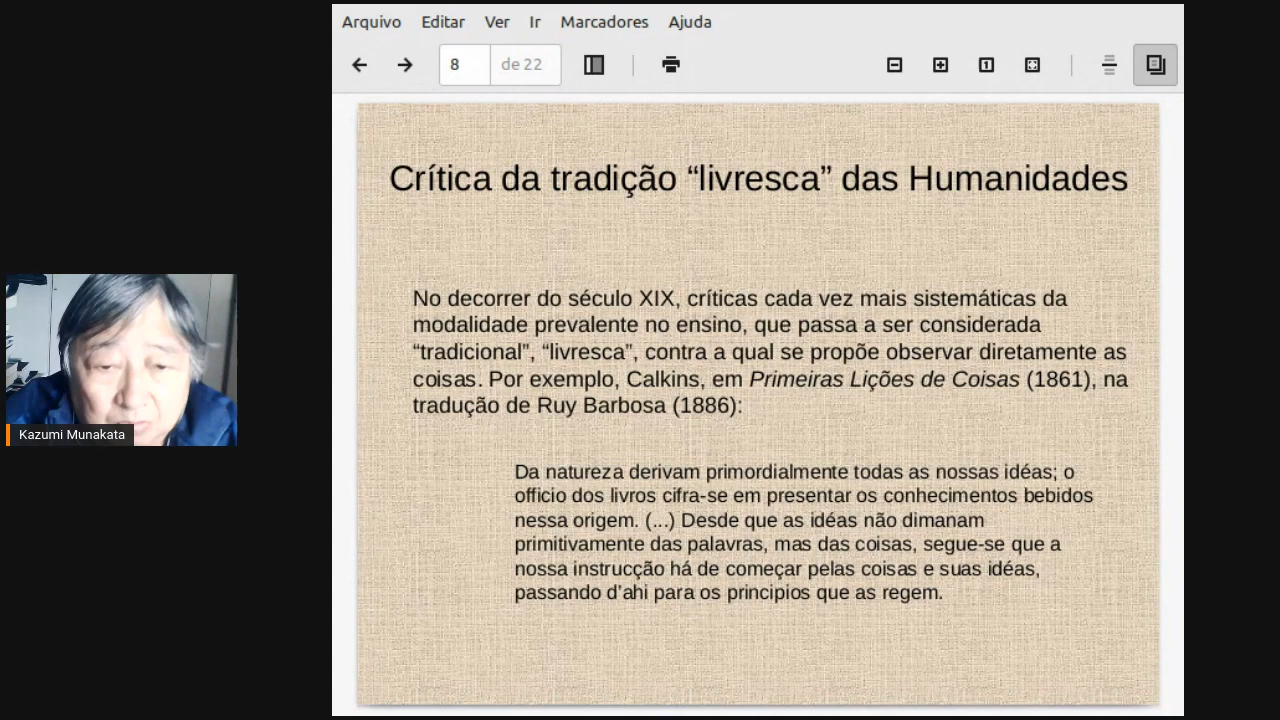 Arquivo Editar Ver Ir Marcadores Ajuda
8 de 22
1
Crítica da tradição “livresca” das Humanidades
No decorrer do século XIX, críticas cada vez mais sistemáticas da
modalidade prevalente no ensino, que passa a ser considerada
“tradicional”, “livresca”, contra a qual se propõe observar diretamente as
coisas. Por exemplo, Calkins, em Primeiras Lições de Coisas (1861), na
tradução de Ruy Barbosa (1886):
Da natureza derivam primordialmente todas as nossas idéas; o
officio dos livros cifra-se em presentar os conhecimentos bebidos
nessa origem. (...) Desde que as idéas não dimanam
primitivamente das palavras, mas das coisas, segue-se que a
nossa instrucção há de começar pelas coisas e suas idéas,
passando d’ahi para os principios que as regem.
Kazumi Munakata